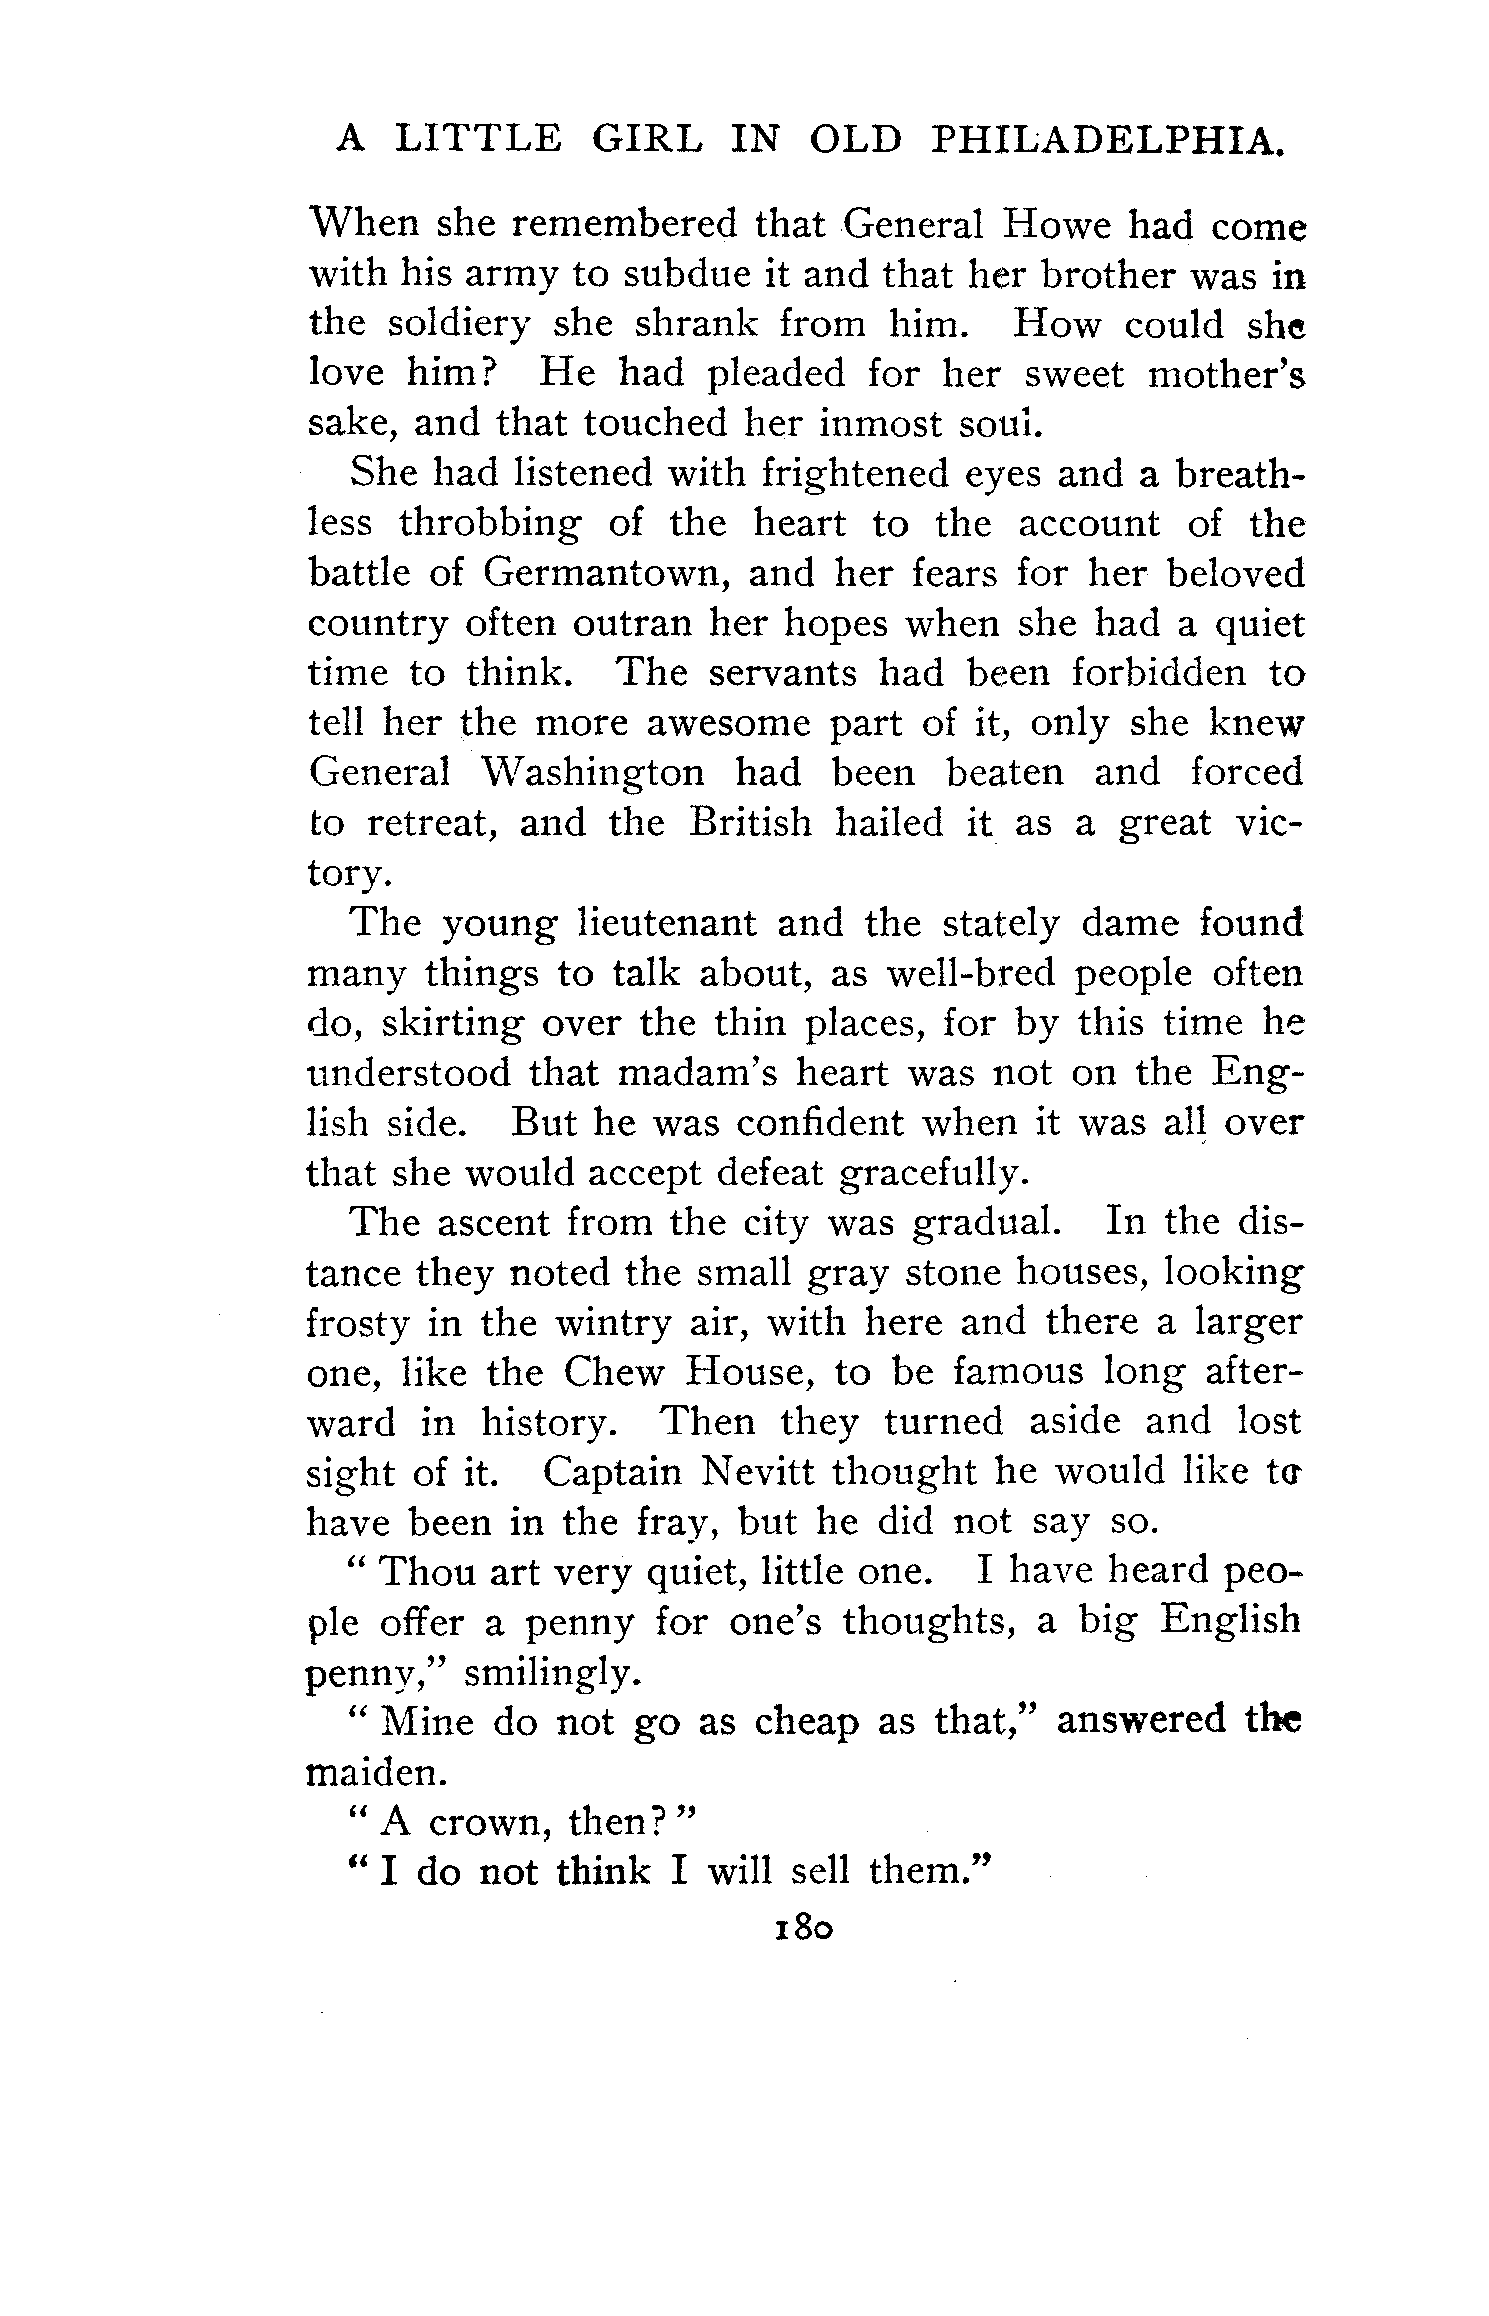 A LITTLE GIRL IN OLD PHILADELPHIA.
When she remembered that General Howe had come
with his army to subdue it and that her brother was in
the soldiery she shrank from him. How could she
love him? He had pleaded for her sweet mother's
sake, and that touched her inmost soul.
She had listened with frightened eyes and a breath-
less throbbing of the heart to the account of the
battle of Germantown, and her fears for her beloved
country often outran her hopes when she had a quiet
time to think. The servants had been forbidden to
tell her the more awesome part of it, only she knew
General Washington had been beaten and forced
to retreat, and the British hailed it as a great vic-
tory.
The young lieutenant and the stately dame found
many things to talk about, as well-bred people often
do, skirting over the thin places, for by this time he
understood that madam's heart was not on the Eng-
lish side. But he was confident when it was all over
that she would accept defeat gracefully.
The ascent from the city was gradual. In the dis-
tance they noted the small gray stone houses, looking
frosty in the wintry air, with here and there a larger
one, like the Chew House, to be famous long after-
ward in history. Then they turned aside and lost
sight of it. Captain Nevitt thought he would like to
have been in the fray, but he did not say so.
" Thou art very quiet, little one. I have heard peo-
ple offer a penny for one's thoughts, a big English
penny," smilingly.
" Mine do not go as cheap as that," answered the
maiden.
" A crown, then? "
" I do not think I will sell them."
180